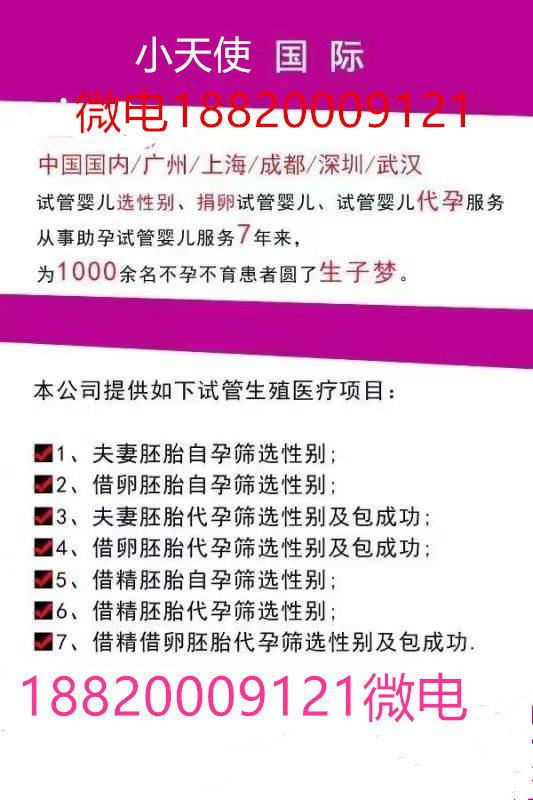 小天使 国 际
微电18820009121
中国国内/广州/上海/成都/深圳/武汉
试管婴儿选性别、捐卵试管婴儿、试管婴儿代孕服务
从事助孕试管婴儿服务7年来，
为1000余名不孕不育患者圆了生子梦。
本公司提供如下试管生殖医疗项目：
1、夫妻胚胎自孕筛选性别；
2、借卵胚胎自孕筛选性别；
3、夫妻胚胎代孕筛选性别及包成功；
4、借卵胚胎代孕筛选性别及包成功；
5、借精胚胎自孕筛选性别；
6、借精胚胎代孕筛选性别；
7、借精借卵胚胎代孕筛选性别及包成功.
18820009121微电